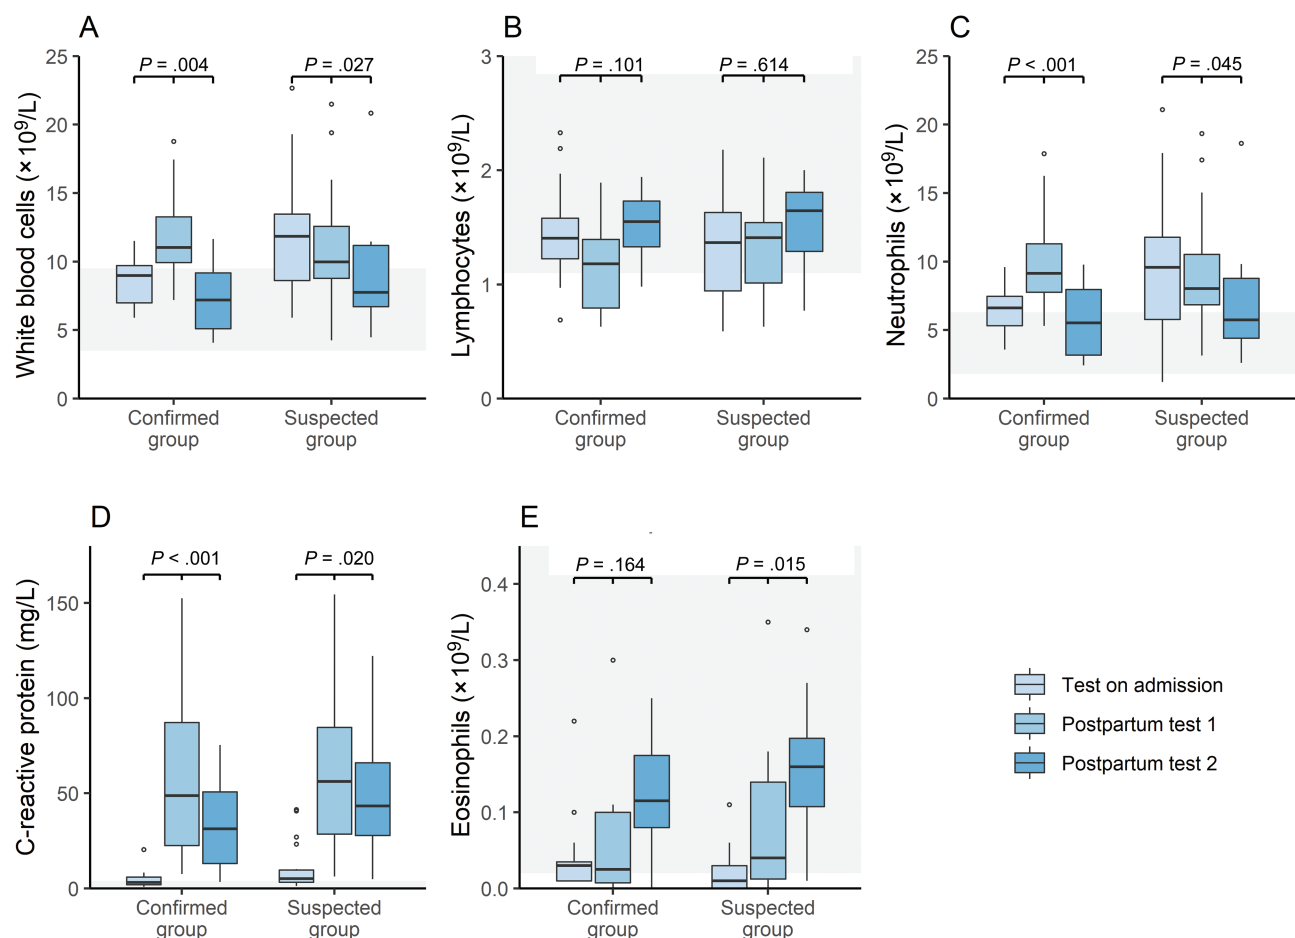 A
White blood cells (×10⁹/L)
25
20
15
10
5
0
P = .004
P = .027
Confirmed
group
Suspected
group
B
Lymphocytes (×10⁹/L)
3
2
1
0
P = .101
P = .614
Confirmed
group
Suspected
group
C
Neutrophils (×10⁹/L)
25
20
15
10
5
0
P < .001
P = .045
Confirmed
group
Suspected
group
D
C-reactive protein (mg/L)
150
100
50
0
P < .001
P = .020
Confirmed
group
Suspected
group
E
Eosinophils (×10⁹/L)
0.4
0.3
0.2
0.1
0.0
P = .164
P = .015
Confirmed
group
Suspected
group
Test on admission
Postpartum test 1
Postpartum test 2